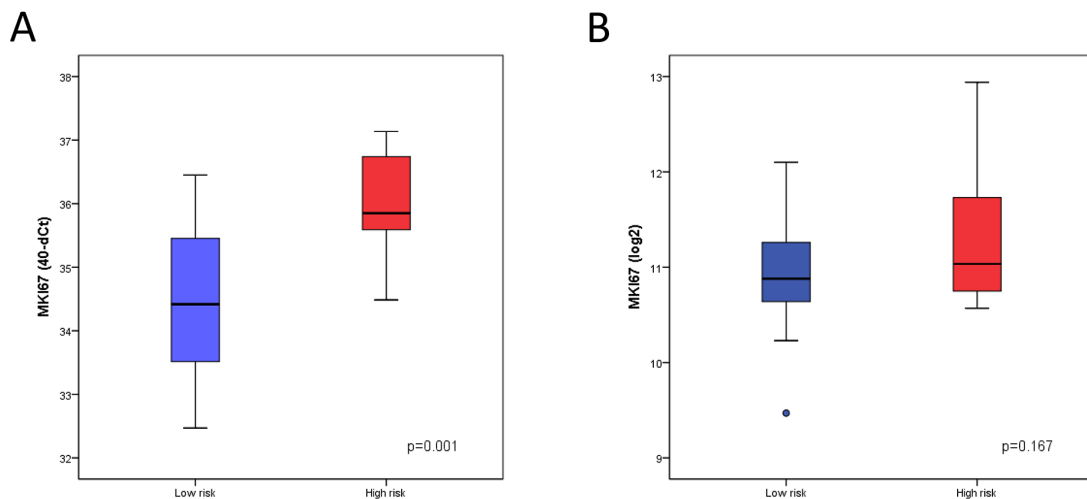 A
MKI67 (40-dCt)
38
37
36
35
34
33
32
p=0.001
Low risk
High risk
B
MKI67 (log2)
13
12
11
10
9
p=0.167
Low risk
High risk